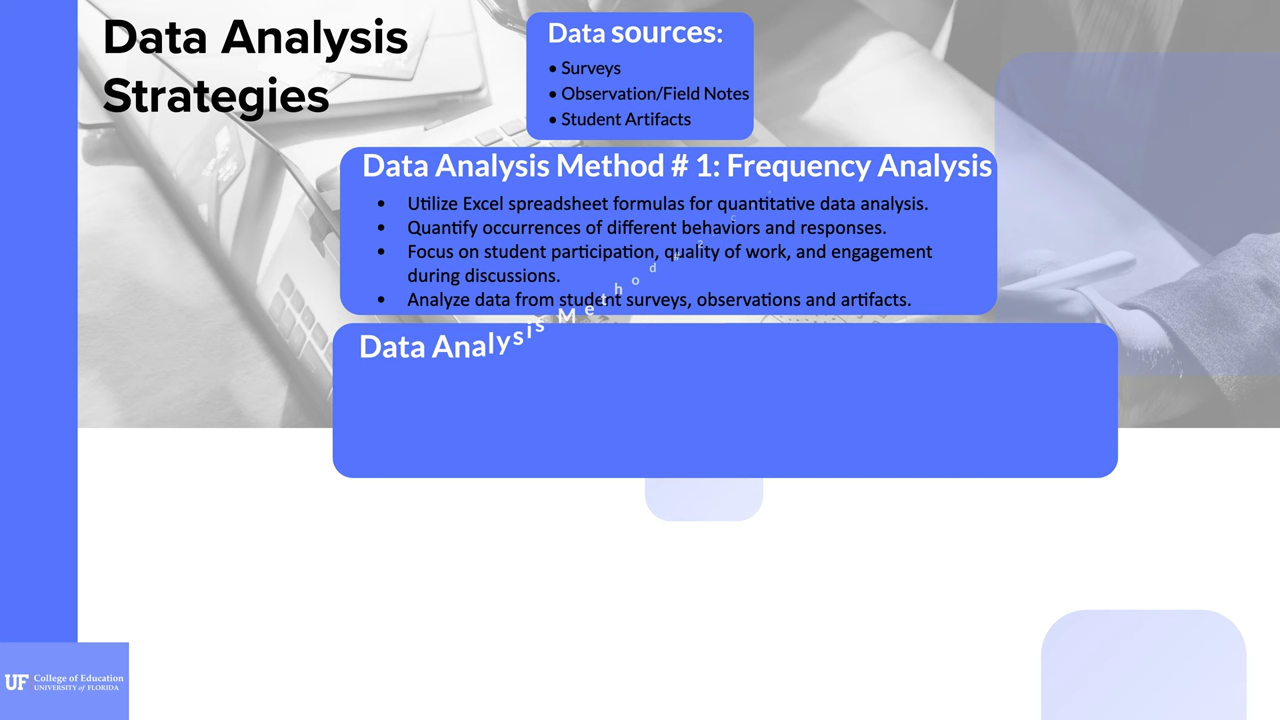 Data Analysis
Strategies
Data sources:
• Surveys
• Observation/Field Notes
• Student Artifacts
Data Analysis Method # 1: Frequency Analysis
• Utilize Excel spreadsheet formulas for quantitative data analysis.
• Quantify occurrences of different behaviors and responses.
• Focus on student participation, quality of work, and engagement
during discussions.
• Analyze data from student surveys, observations and artifacts.
Data Analysis Method # 2
UF College of Education
UNIVERSITY of FLORIDA